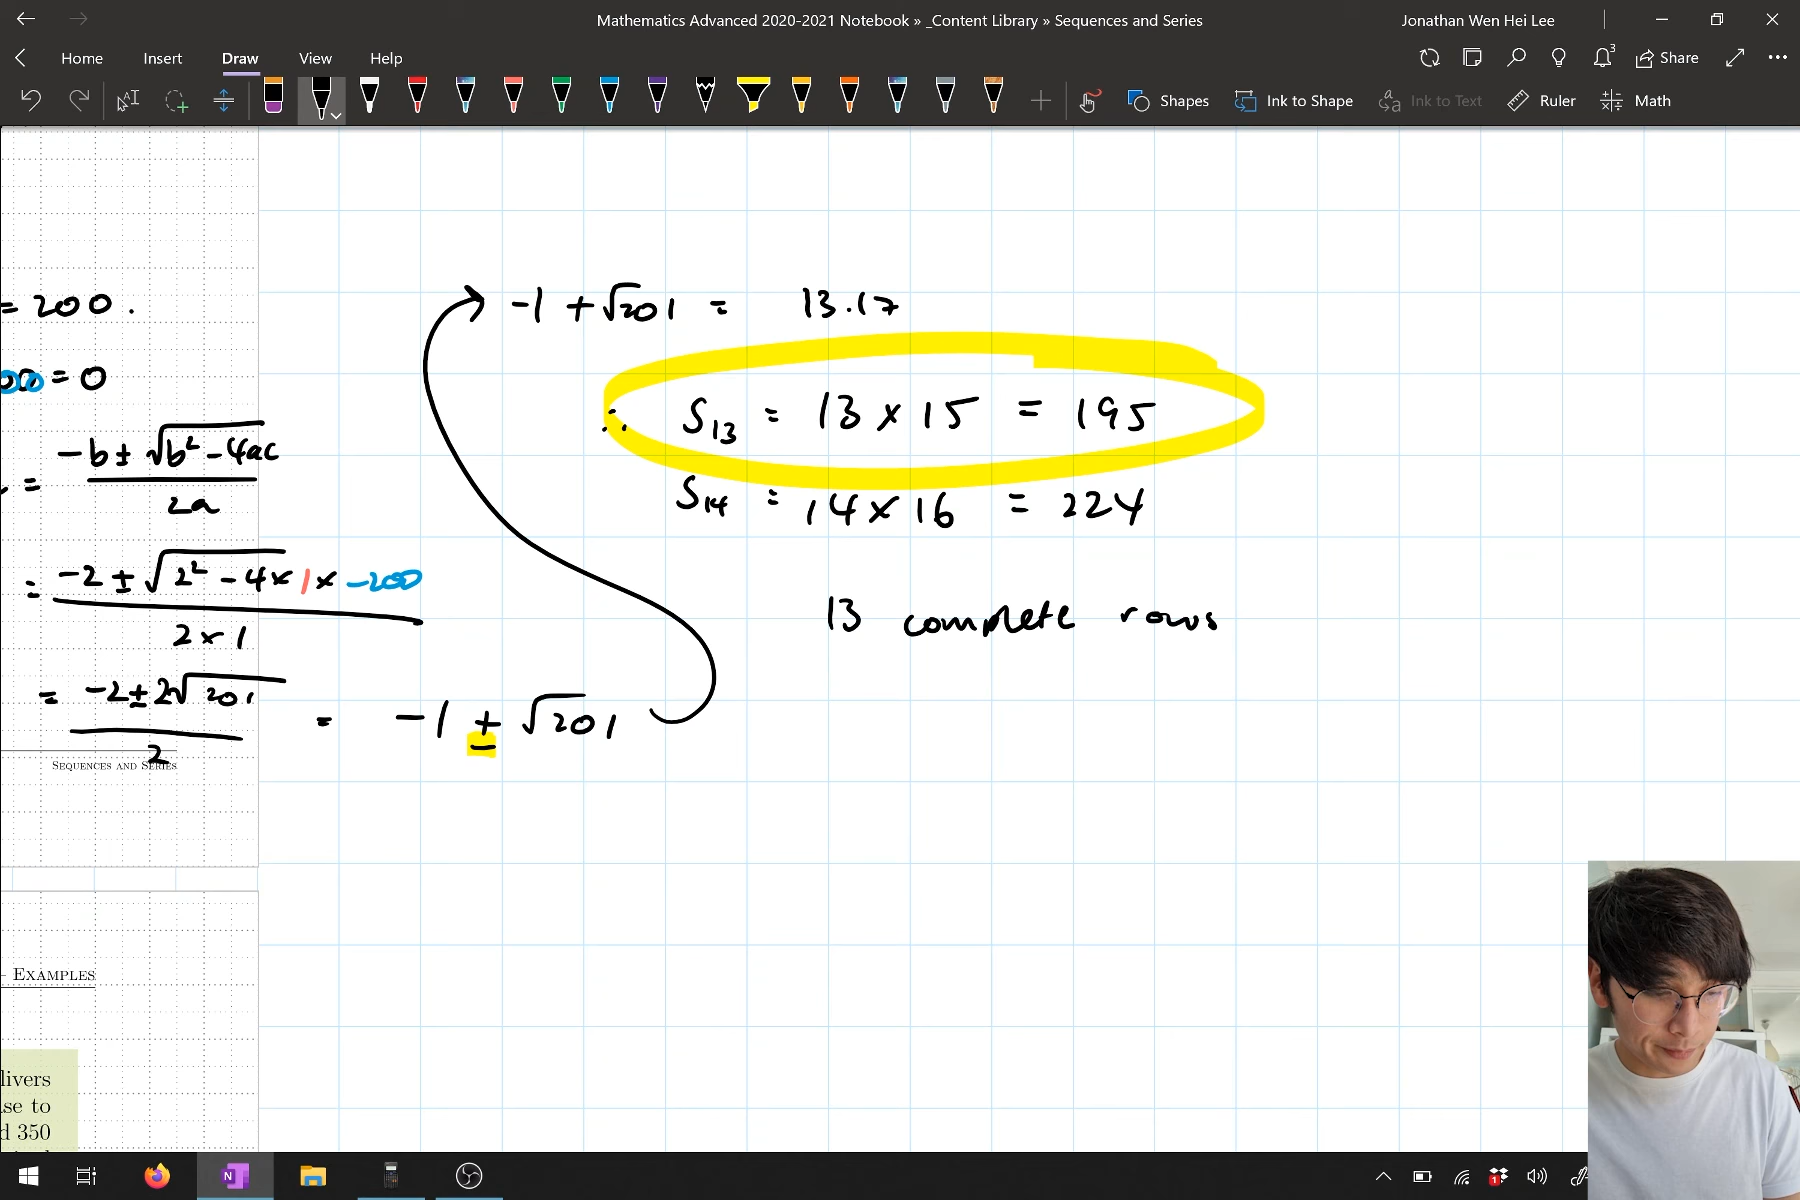 Mathematics Advanced 2020-2021 Notebook » _Content Library » Sequences and Series
Jonathan Wen Hei Lee
Home Insert Draw View Help
3
Share
Shapes
Ink to Shape
Ink to Text
Ruler
Math
= 200.
00 = 0
= -b ± √b² - 4ac
2a
= -2 ± √2² - 4 × 1 × -200
2 × 1
= -2 ± 2√201
2
= -1 ± √201
Sequences and Series
-1 + √201 = 13.17
∴ S13 = 13 × 15 = 195
S14 = 14 × 16 = 224
13 complete rows
- Examples
livers
se to
d 350
N
1